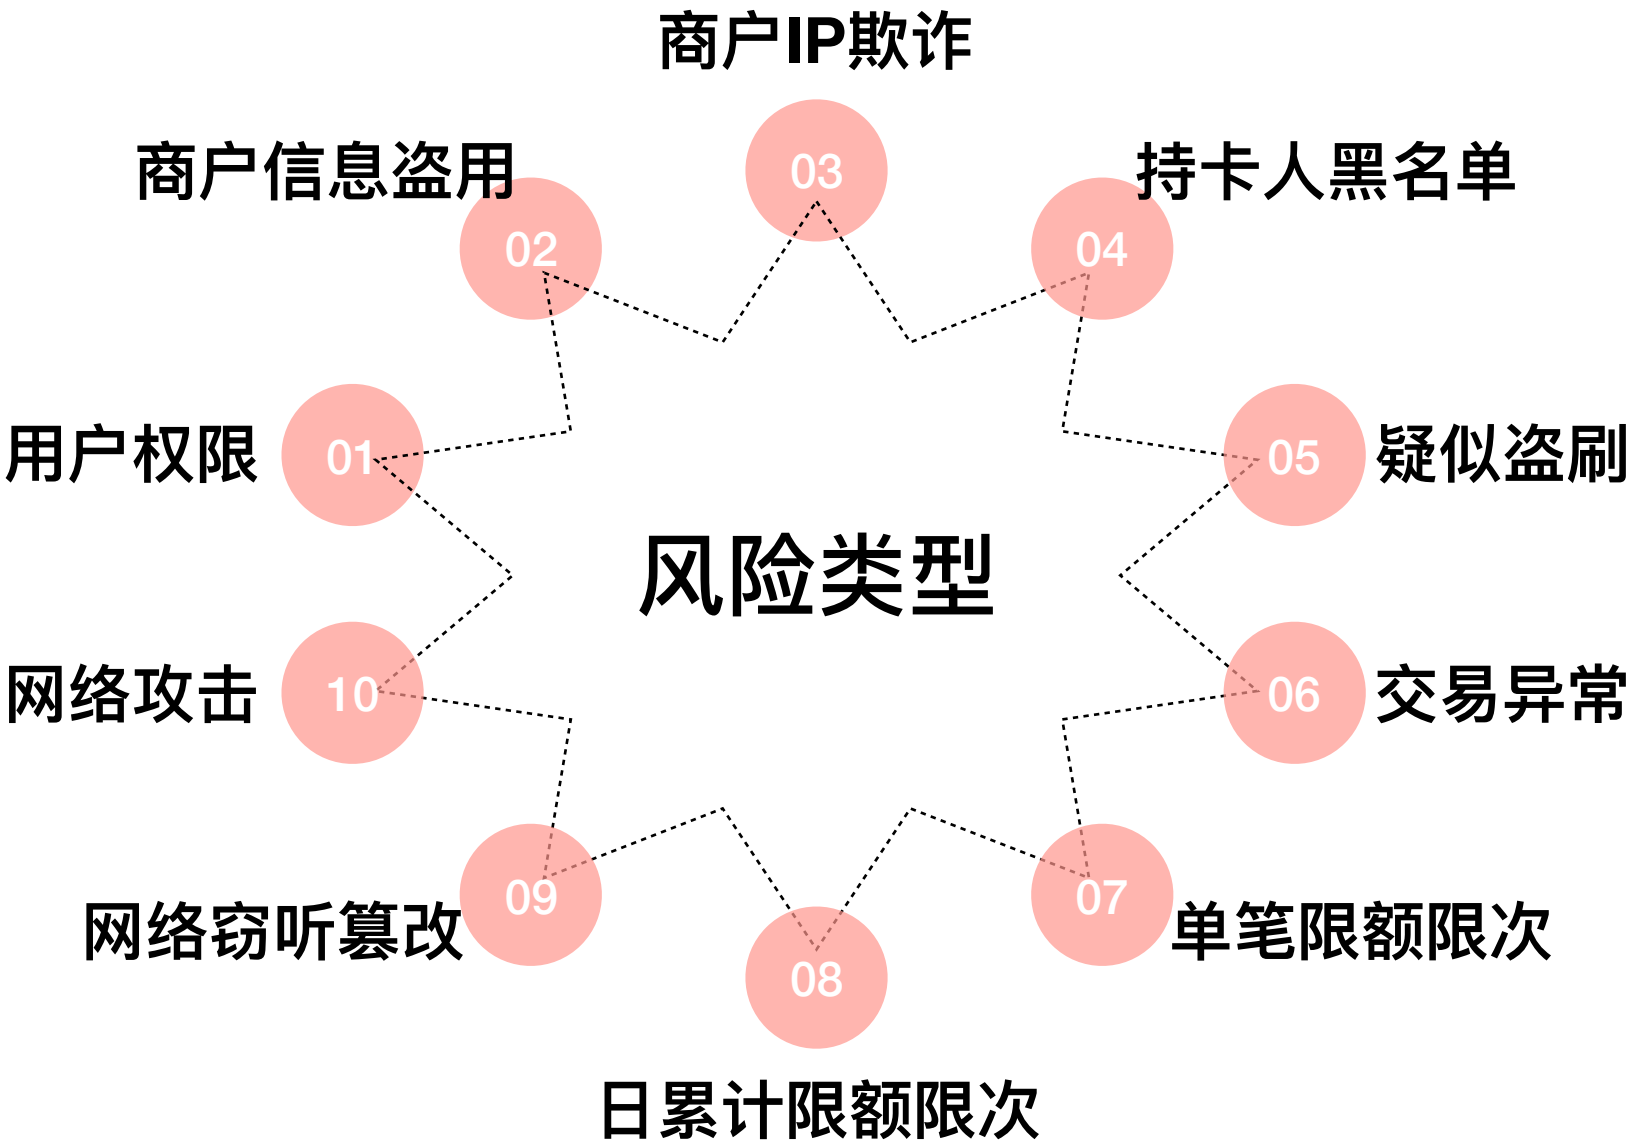 商户IP欺诈
03
商户信息盗用
02
持卡人黑名单
04
用户权限
01
05
疑似盗刷
风险类型
网络攻击
10
06
交易异常
网络窃听篡改
09
07
单笔限额限次
08
日累计限额限次